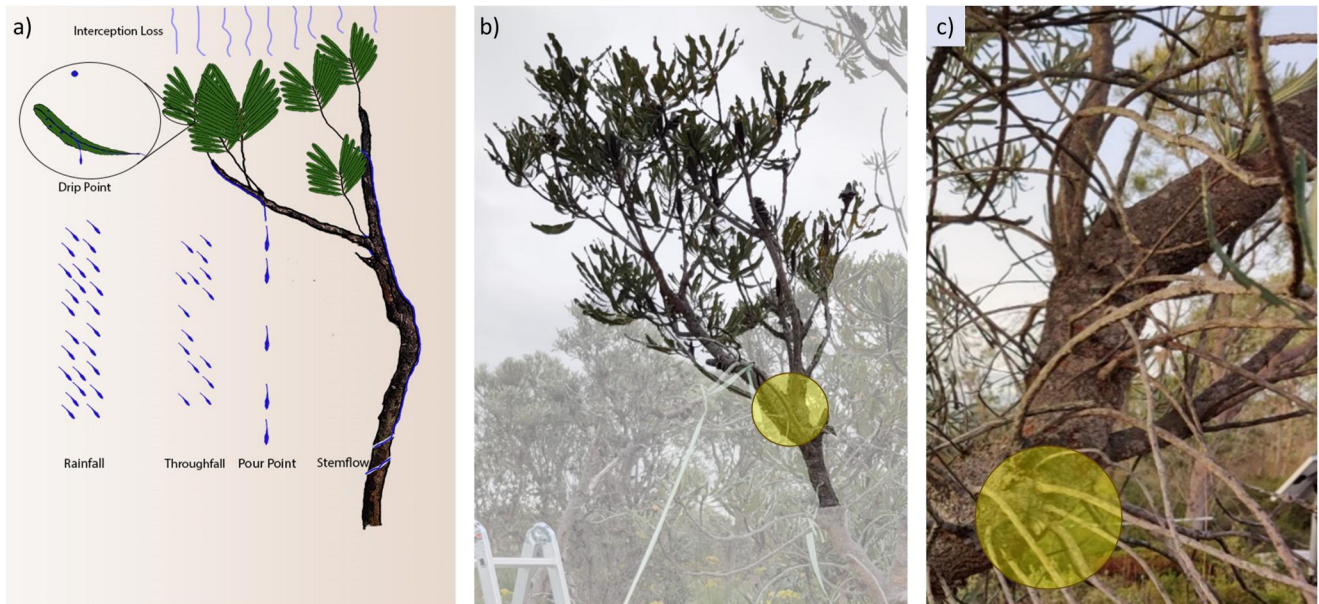 a)
Interception Loss
Drip Point
Rainfall
Throughfall
Pour Point
Stemflow
b)
c)